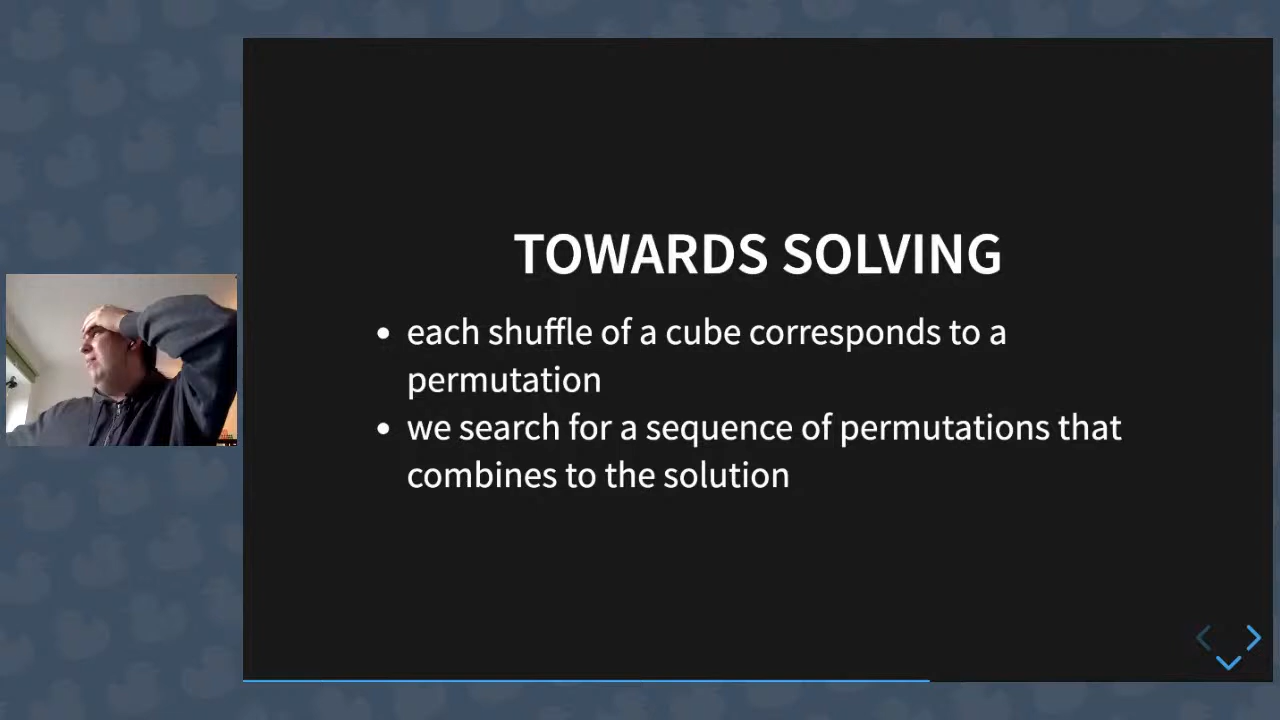 TOWARDS SOLVING
• each shuffle of a cube corresponds to a
permutation
• we search for a sequence of permutations that
combines to the solution